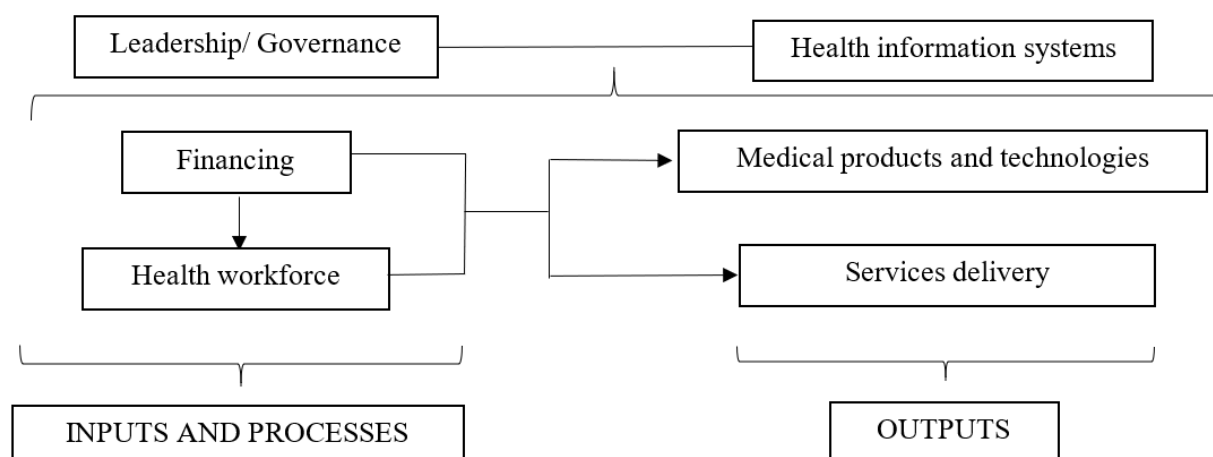 Leadership/ Governance
Health information systems
Financing
Medical products and technologies
Health workforce
Services delivery
INPUTS AND PROCESSES
OUTPUTS